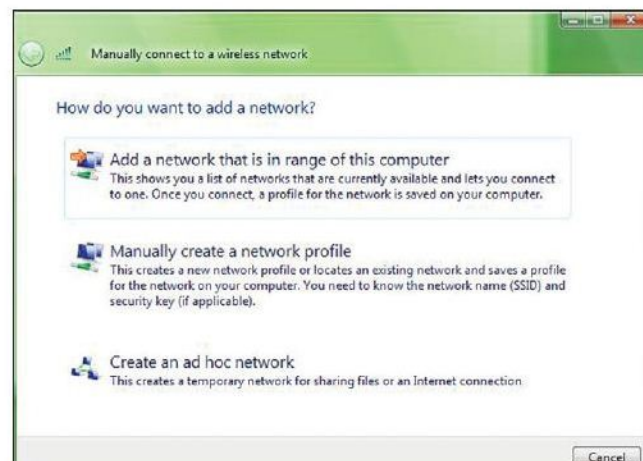 Manually connect to a wireless network
How do you want to add a network?
Add a network that is in range of this computer
This shows you a list of networks that are currently available and lets you connect
to one. Once you connect, a profile for the network is saved on your computer.
Manually create a network profile
This creates a new network profile or locates an existing network and saves a profile
for the network on your computer. You need to know the network name (SSID) and
security key (if applicable).
Create an ad hoc network
This creates a temporary network for sharing files or an Internet connection
Cancel